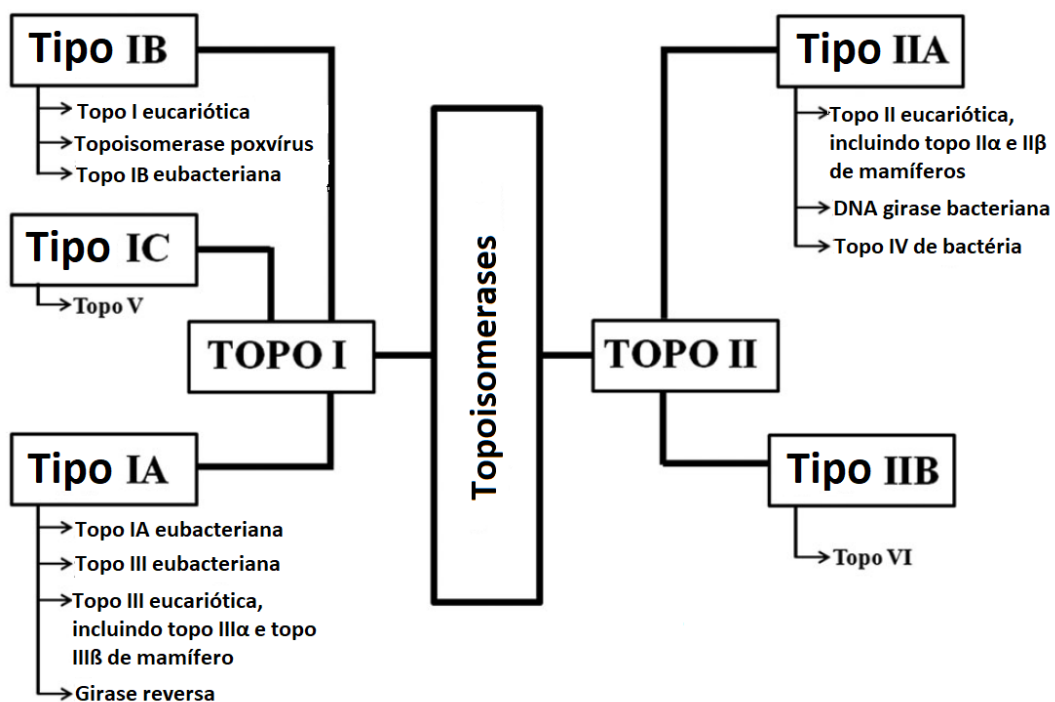 Tipo IB
Topo I eucariótica
Topoisomerase poxvírus
Topo IB eubacteriana
Tipo IC
Topo V
TOPO I
Tipo IA
Topo IA eubacteriana
Topo III eubacteriana
Topo III eucariótica,
incluindo topo IIIα e topo
IIIß de mamífero
Girase reversa
Topoisomerases
Tipo IIA
Topo II eucariótica,
incluindo topo IIα e IIβ
de mamíferos
DNA girase bacteriana
Topo IV de bactéria
TOPO II
Tipo IIB
Topo VI